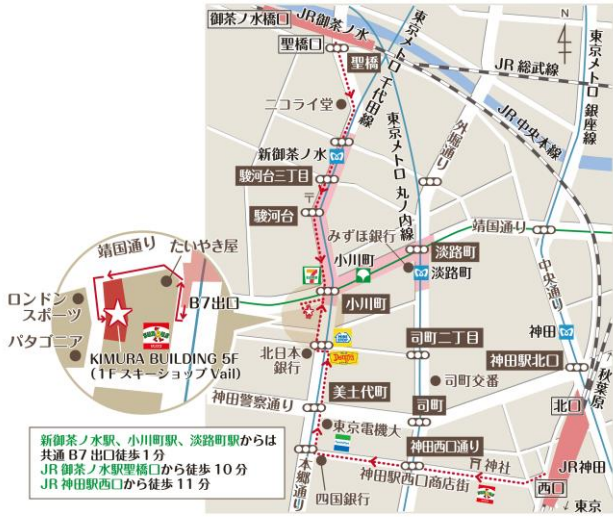 御茶ノ水橋口
JR御茶ノ水
聖橋口
聖橋
東京メトロ 千代田線
東京メトロ 丸ノ内線
東京メトロ 銀座線
N
JR 総武線
JR 中央本線
外堀通り
ニコライ堂
新御茶ノ水
駿河台三丁目
〒
駿河台
みずほ銀行
小川町
淡路町
淡路町
靖国通り
中央通り
靖国通り
たいやき屋
B7出口
小川町
ロンドン
スポーツ
パタゴニア
KIMURA BUILDING 5F
(1F スキーショップ Vail)
北日本
銀行
司町二丁目
神田
神田駅北口
秋葉原
美土代町
司町交番
神田警察通り
司町
北口
東京電機大
神田西口通り
神社
JR神田
神田駅西口商店街
西口
本郷通り
四国銀行
東京
新御茶ノ水駅、小川町駅、淡路町駅からは
共通 B7 出口徒歩1分
JR 御茶ノ水駅聖橋口から徒歩 10 分
JR 神田駅西口から徒歩 11 分